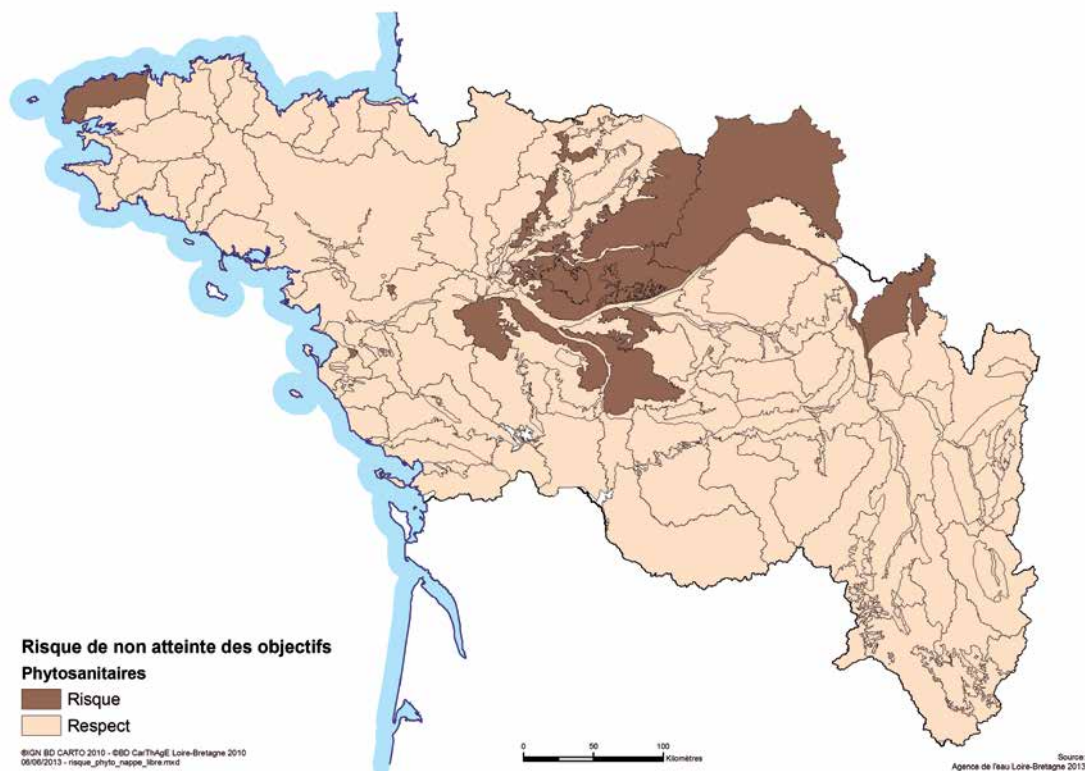 Risque de non atteinte des objectifs
Phytosanitaires
Risque
Respect
©IGN BD CARTO 2010 - ©BD CarThAgE Loire-Bretagne 2010
06/06/2013 - risque_phyto_nappe_libre.mxd
0 50 100
Kilomètres
Source:
Agence de l'eau Loire-Bretagne 2013